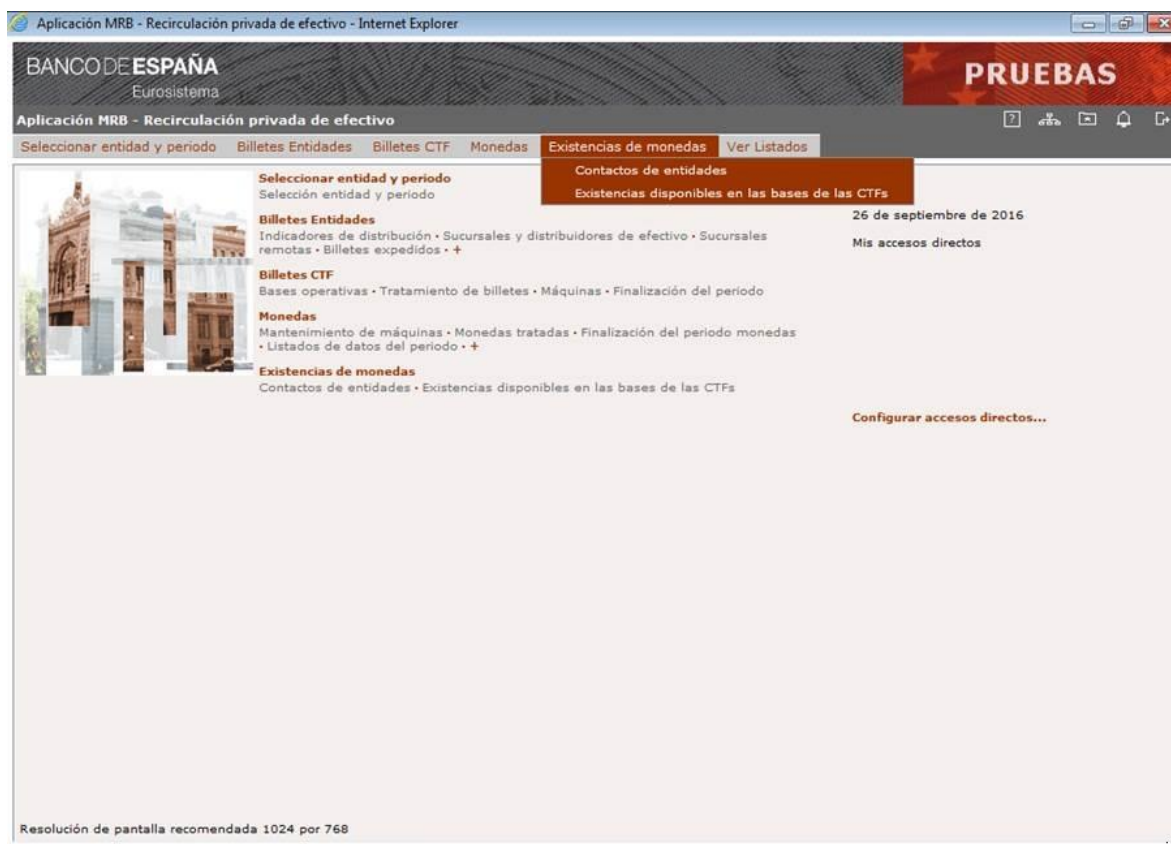 Aplicación MRB - Recirculación privada de efectivo - Internet Explorer
BANCO DE ESPAÑA
Eurosistema
PRUEBAS
Aplicación MRB - Recirculación privada de efectivo
Seleccionar entidad y periodo Billetes Entidades Billetes CTF Monedas Existencias de monedas Ver Listados
Contactos de entidades
Existencias disponibles en las bases de las CTFs
Seleccionar entidad y periodo
Selección entidad y periodo
Billetes Entidades
Indicadores de distribución • Sucursales y distribuidores de efectivo • Sucursales
remotas • Billetes expedidos • +
Billetes CTF
Bases operativas • Tratamiento de billetes • Máquinas • Finalización del periodo
Monedas
Mantenimiento de máquinas • Monedas tratadas • Finalización del periodo monedas
• Listados de datos del periodo • +
Existencias de monedas
Contactos de entidades • Existencias disponibles en las bases de las CTFs
26 de septiembre de 2016
Mis accesos directos
Configurar accesos directos...
Resolución de pantalla recomendada 1024 por 768